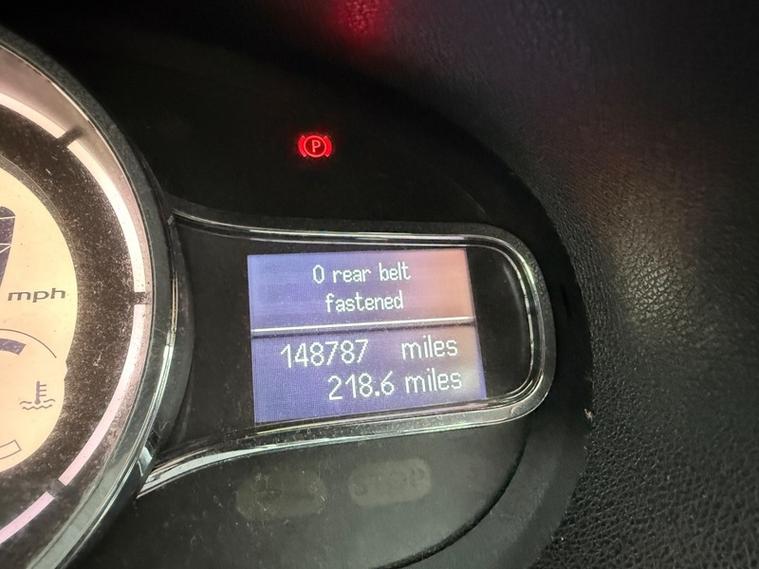 P
mph
0 rear belt
fastened
148787 miles
218.6 miles